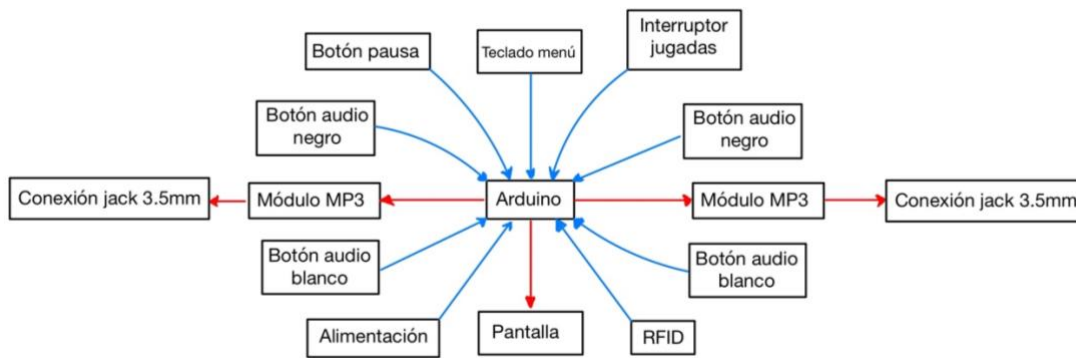 Interruptor
jugadas
Botón pausa
Teclado menú
Botón audio
negro
Botón audio
negro
Conexión jack 3.5mm
Módulo MP3
Arduino
Módulo MP3
Conexión jack 3.5mm
Botón audio
blanco
Botón audio
blanco
Alimentación
Pantalla
RFID